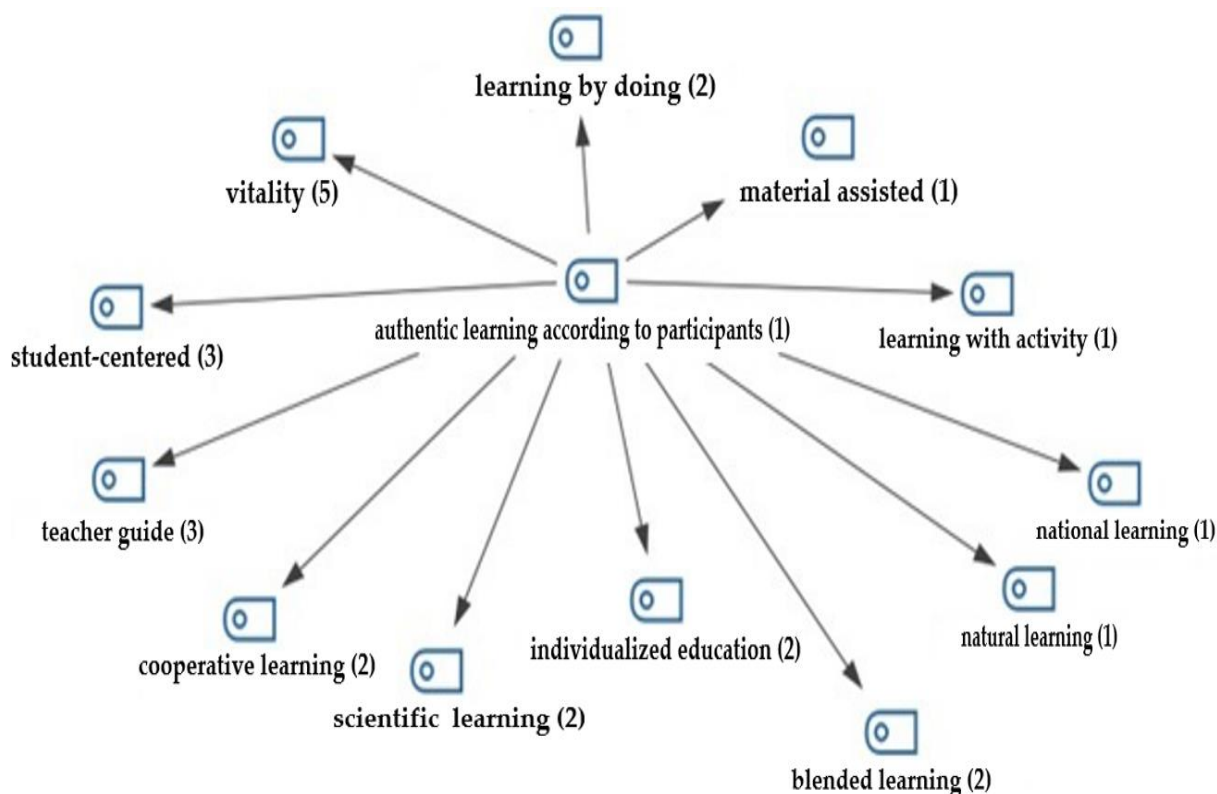 learning by doing (2)
vitality (5)
material assisted (1)
authentic learning according to participants (1)
student-centered (3)
learning with activity (1)
teacher guide (3)
national learning (1)
cooperative learning (2)
scientific learning (2)
individualized education (2)
natural learning (1)
blended learning (2)